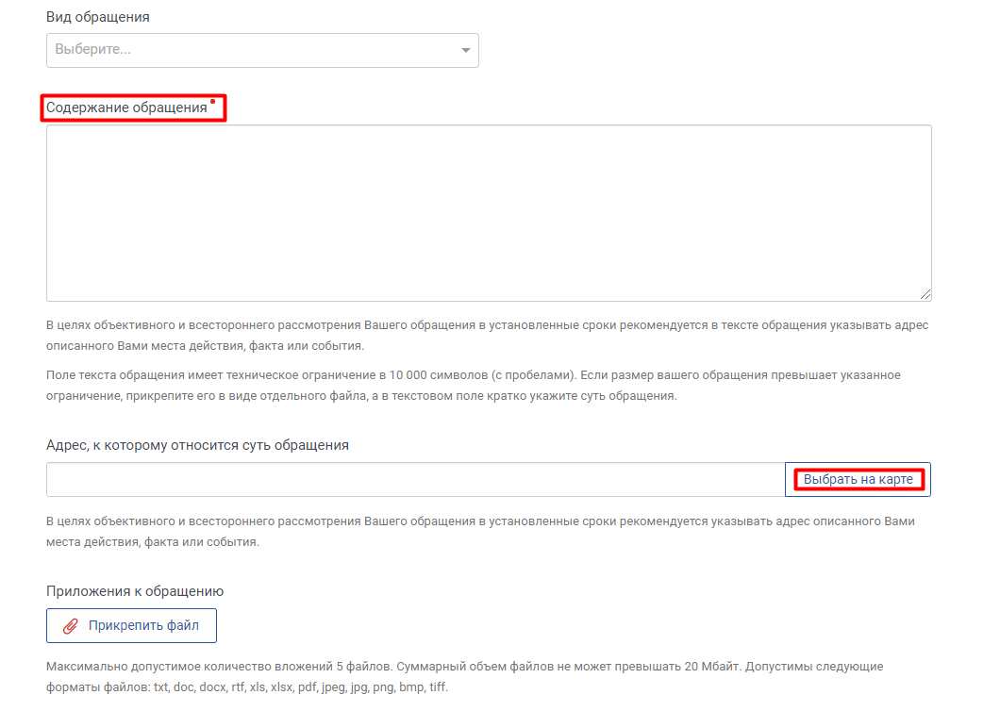 Вид обращения
Выберите...
Содержание обращения
В целях объективного и всестороннего рассмотрения Вашего обращения в установленные сроки рекомендуется в тексте обращения указывать адрес
описанного Вами места действия, факта или события.
Поле текста обращения имеет техническое ограничение в 10 000 символов (с пробелами). Если размер вашего обращения превышает указанное
ограничение, прикрепите его в виде отдельного файла, а в текстовом поле кратко укажите суть обращения.
Адрес, к которому относится суть обращения
Выбрать на карте
В целях объективного и всестороннего рассмотрения Вашего обращения в установленные сроки рекомендуется указывать адрес описанного Вами
места действия, факта или события.
Приложения к обращению
Прикрепить файл
Максимально допустимое количество вложений 5 файлов. Суммарный объем файлов не может превышать 20 Мбайт. Допустимы следующие
форматы файлов: txt, doc, docx, rtf, xls, xlsx, pdf, jpeg, jpg, png, bmp, tiff.